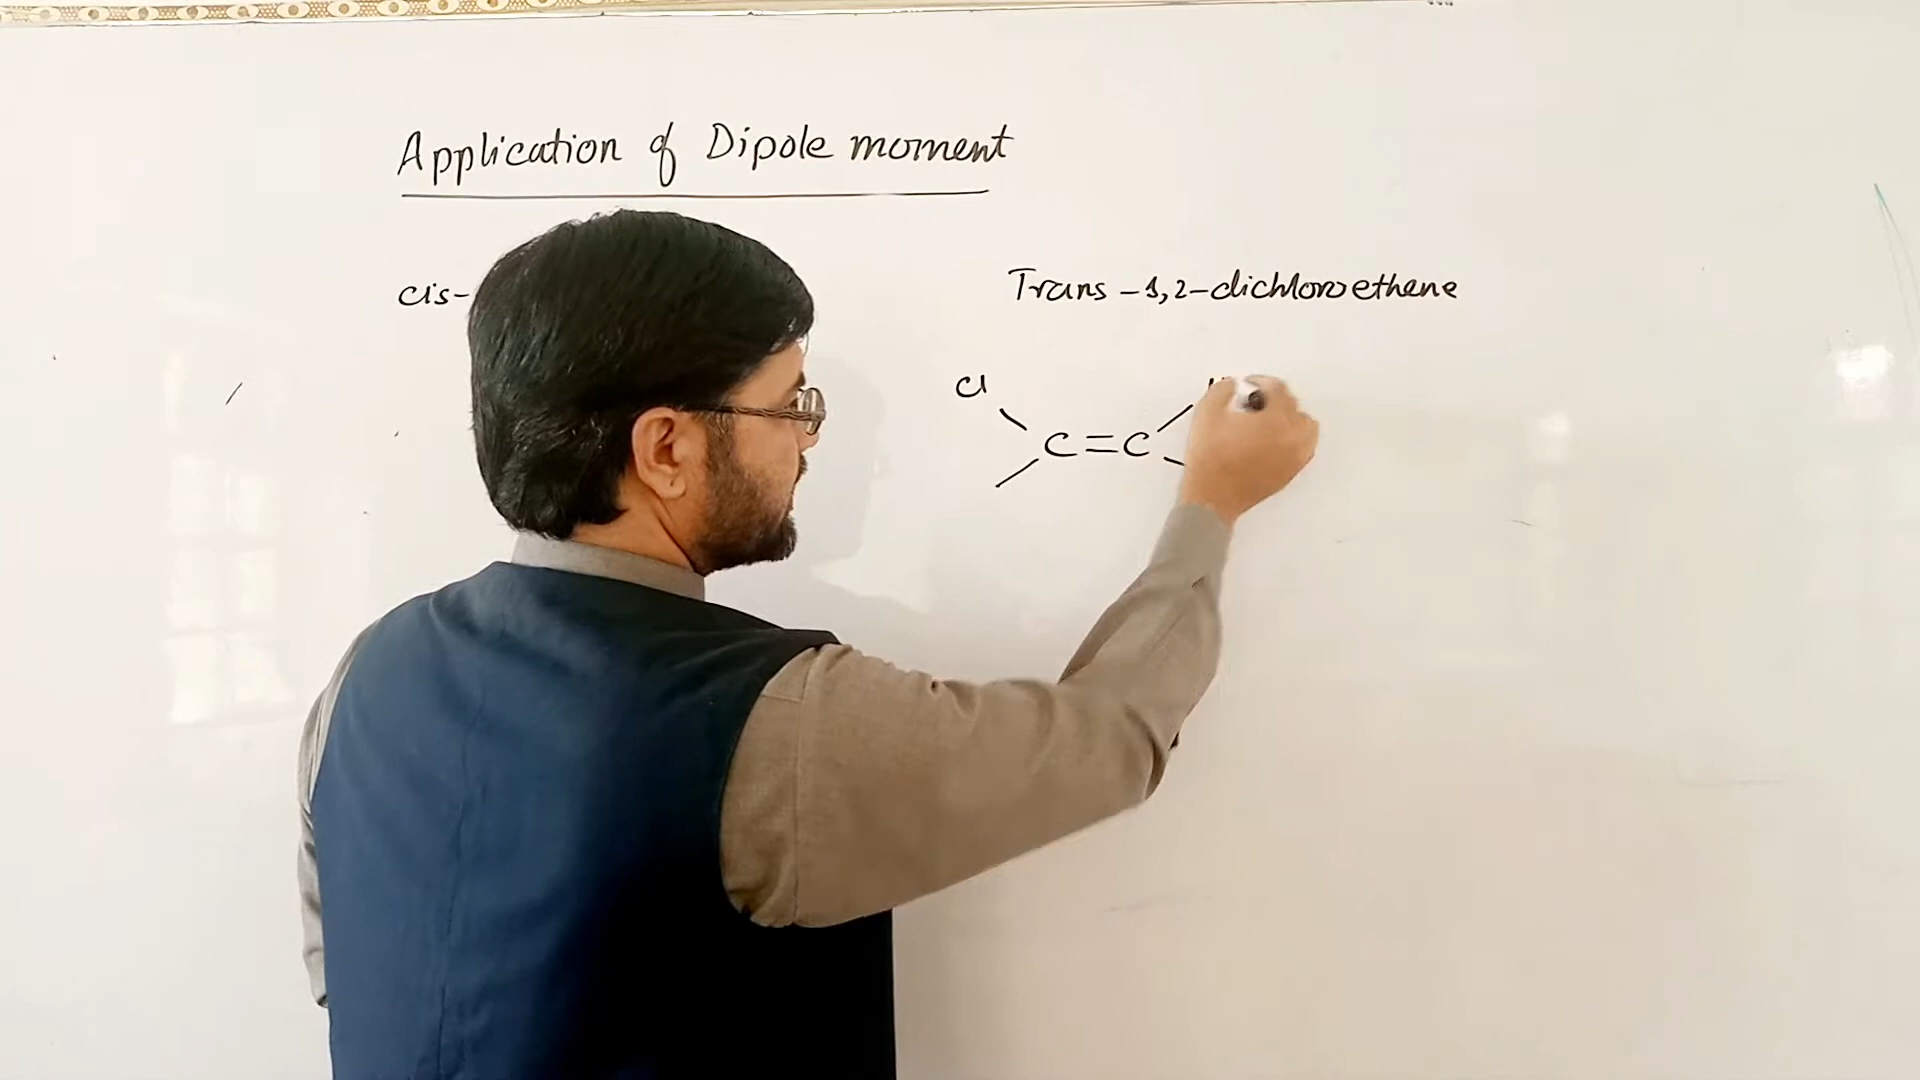 Application of Dipole moment
cis-
Trans - 1,2-dichloroethene
Cl
C=C